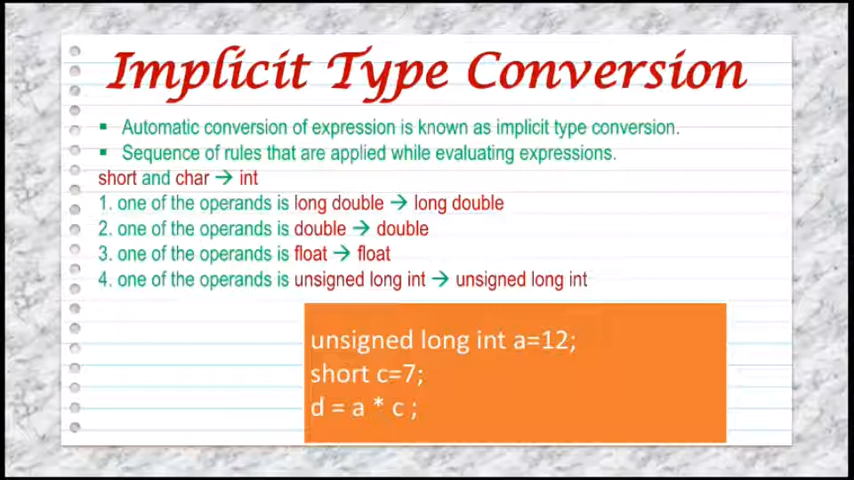 Implicit Type Conversion
▪ Automatic conversion of expression is known as implicit type conversion.
▪ Sequence of rules that are applied while evaluating expressions.
short and char → int
1. one of the operands is long double → long double
2. one of the operands is double → double
3. one of the operands is float → float
4. one of the operands is unsigned long int → unsigned long int
unsigned long int a=12;
short c=7;
d = a * c ;